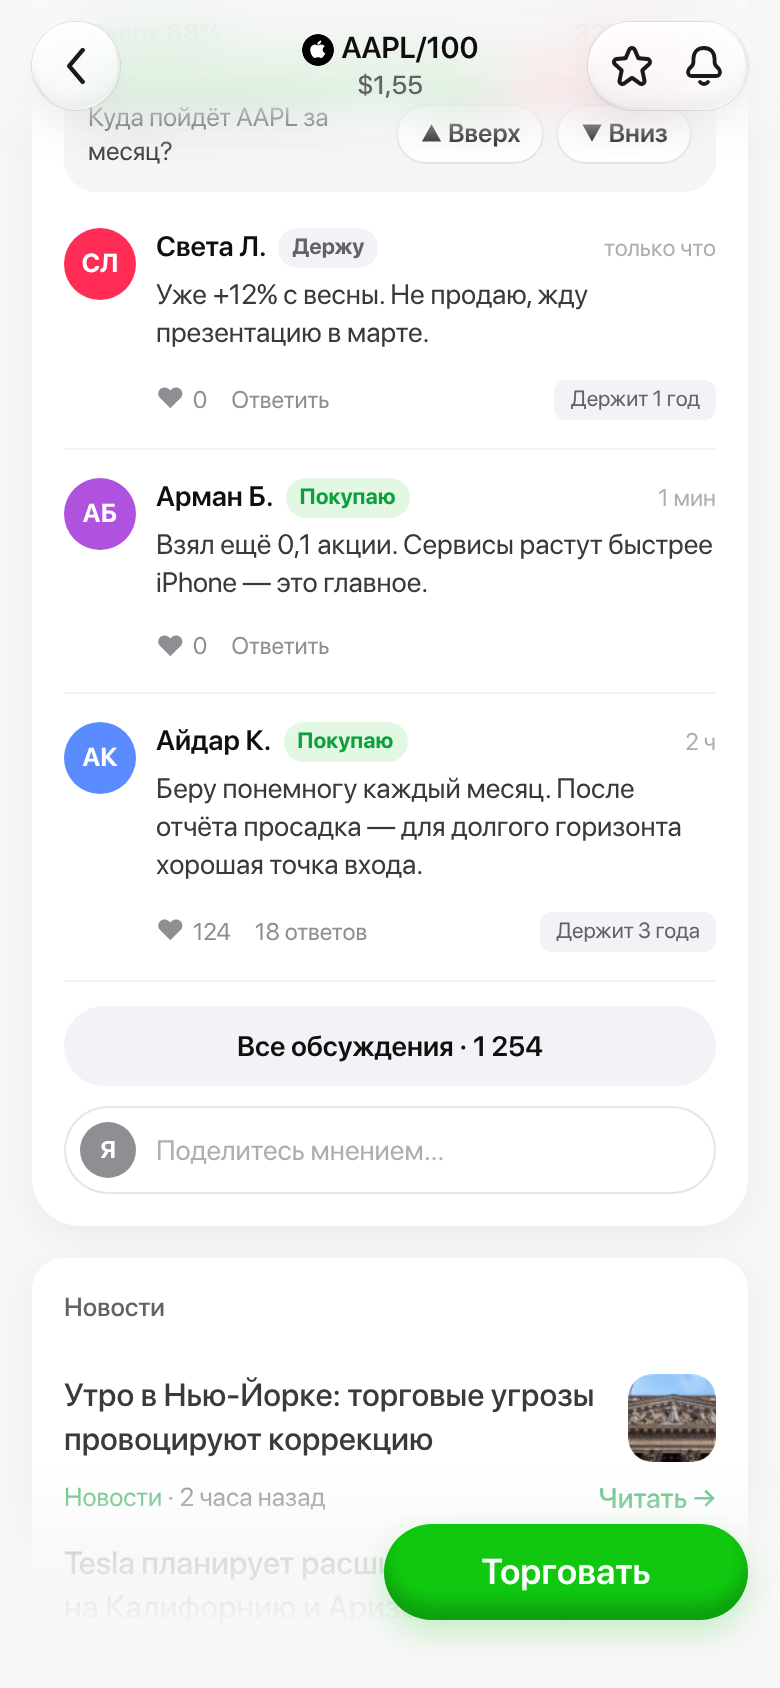 AAPL/100
$1,55
Куда пойдёт AAPL за
месяц?
▲ Вверх
▼ Вниз
СЛ
Света Л.
Держу
только что
Уже +12% с весны. Не продаю, жду
презентацию в марте.
0
Ответить
Держит 1 год
АБ
Арман Б.
Покупаю
1 мин
Взял ещё 0,1 акции. Сервисы растут быстрее
iPhone — это главное.
0
Ответить
АК
Айдар К.
Покупаю
2 ч
Беру понемногу каждый месяц. После
отчёта просадка — для долгого горизонта
хорошая точка входа.
124
18 ответов
Держит 3 года
Все обсуждения · 1 254
Я
Поделитесь мнением...
Новости
Утро в Нью-Йорке: торговые угрозы
провоцируют коррекцию
Новости · 2 часа назад
Читать →
Tesla планирует
на Калифорнию и
Торговать